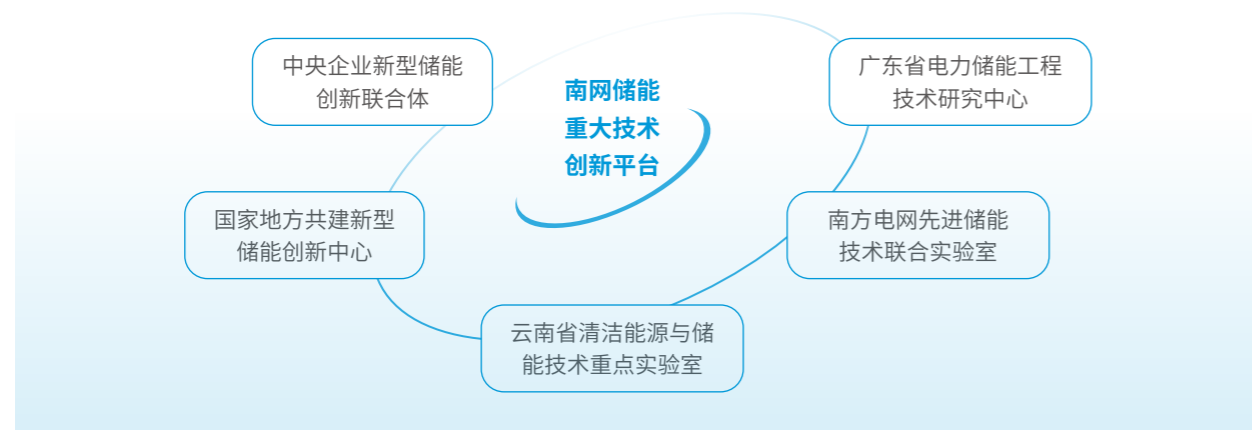 中央企业新型储能
创新联合体
南网储能
重大技术
创新平台
广东省电力储能工程
技术研究中心
国家地方共建新型
储能创新中心
南方电网先进储能
技术联合实验室
云南省清洁能源与储
能技术重点实验室